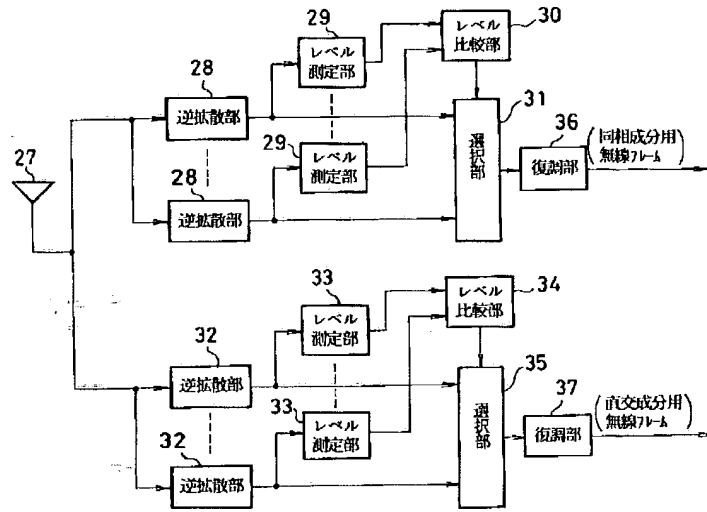 29
レベル
測定部
レベル
比較部
30
28
逆拡散部
31
選択部
36
復調部
(同相成分用
無線フレーム)
29
レベル
測定部
27
28
逆拡散部
33
レベル
測定部
レベル
比較部
34
32
逆拡散部
35
選択部
37
復調部
(直交成分用
無線フレーム)
33
レベル
測定部
32
逆拡散部